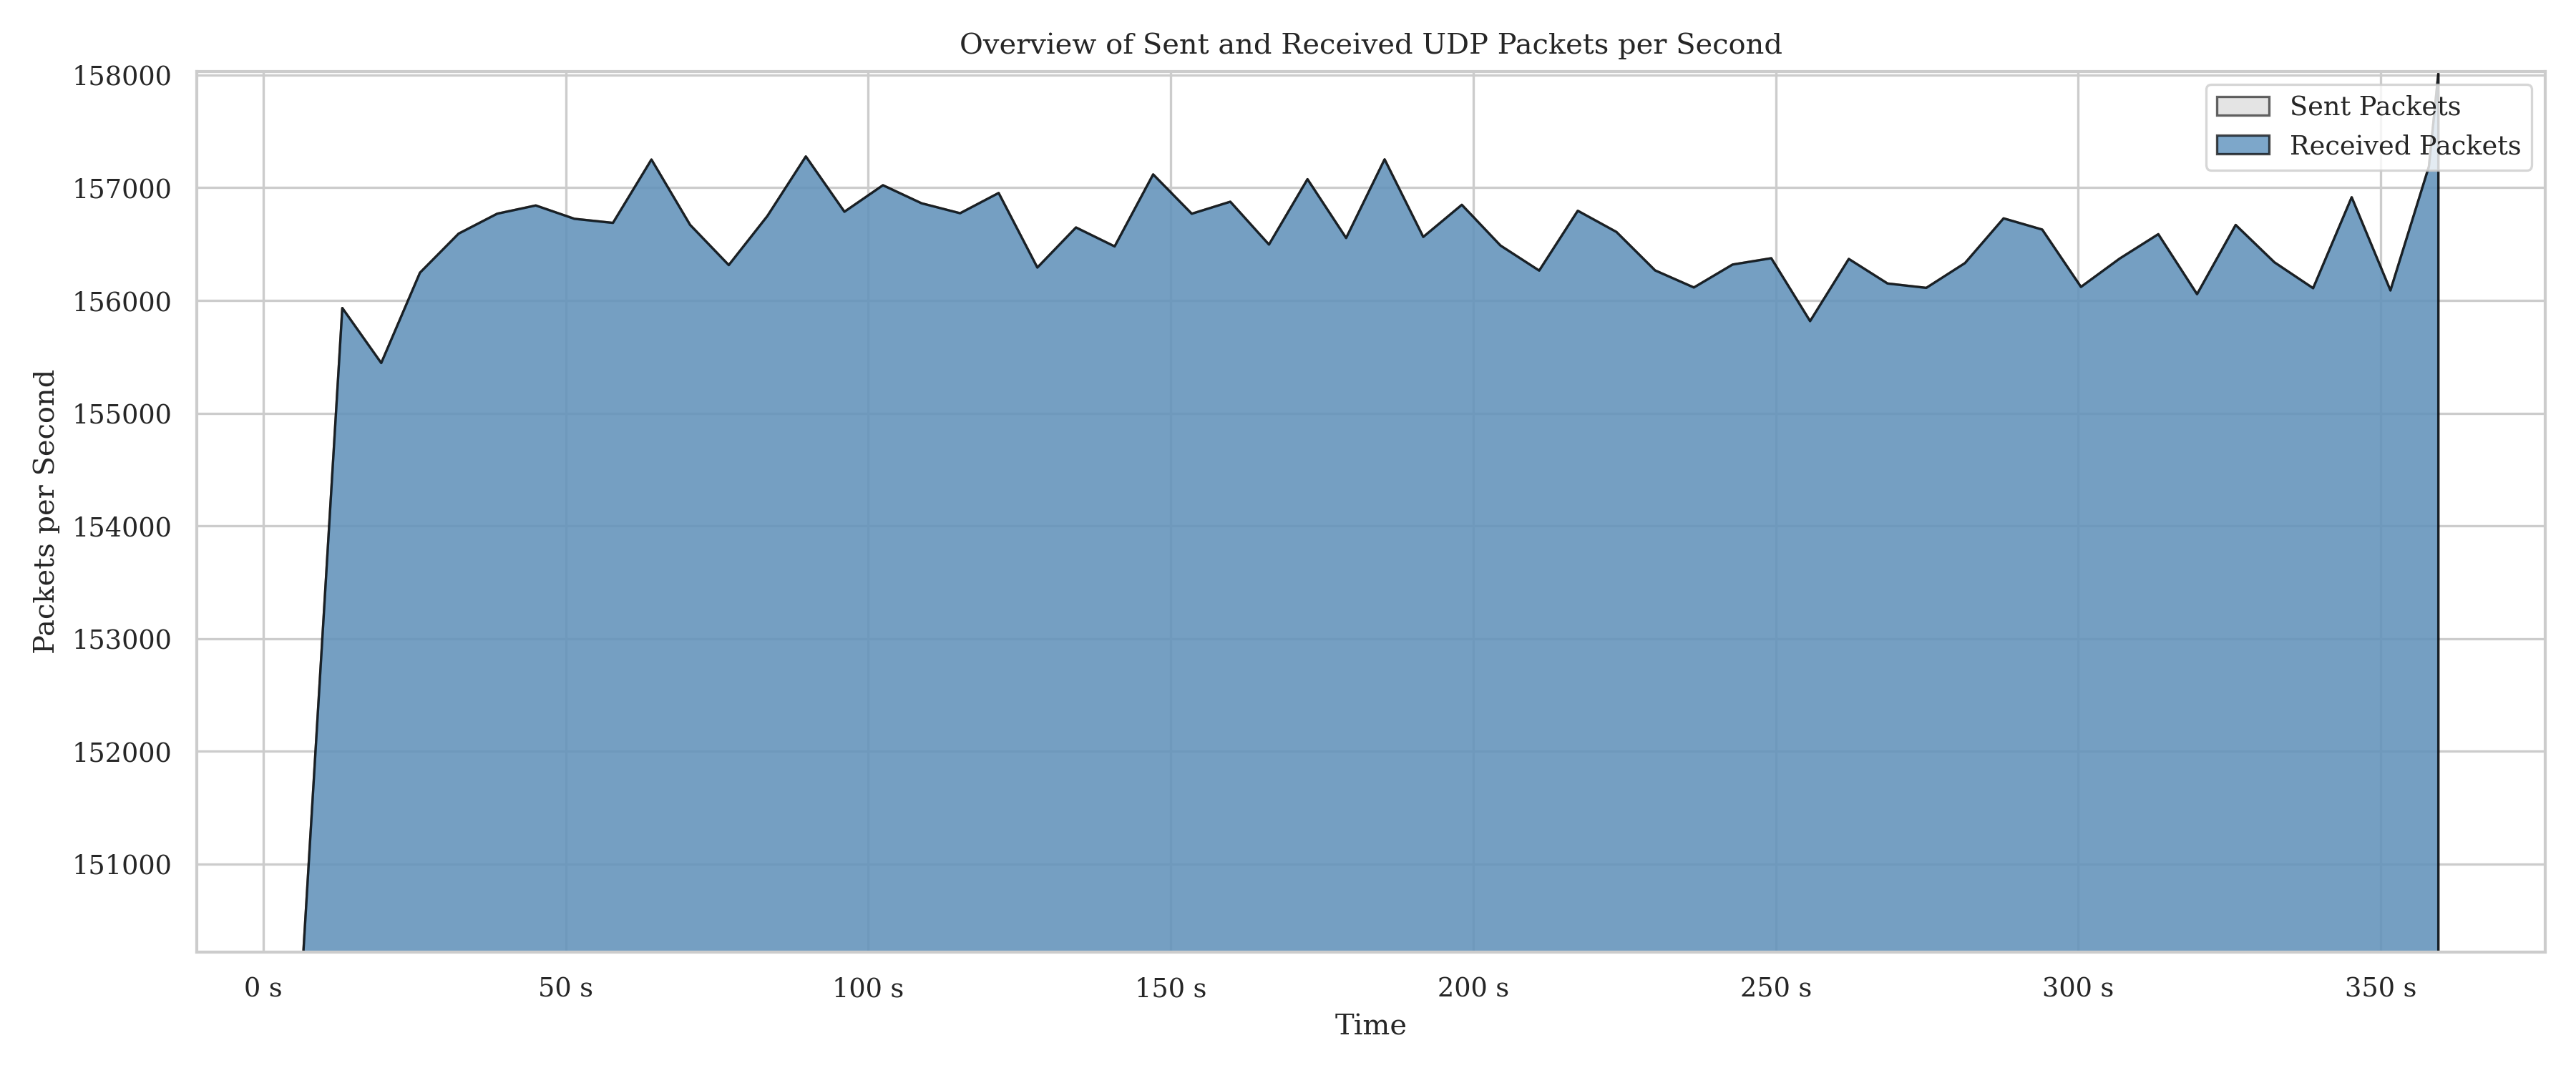 Overview of Sent and Received UDP Packets per Second
158000
157000
156000
155000
154000
153000
152000
151000
Packets per Second
Sent Packets
Received Packets
0 s
50 s
100 s
150 s
200 s
250 s
300 s
350 s
Time